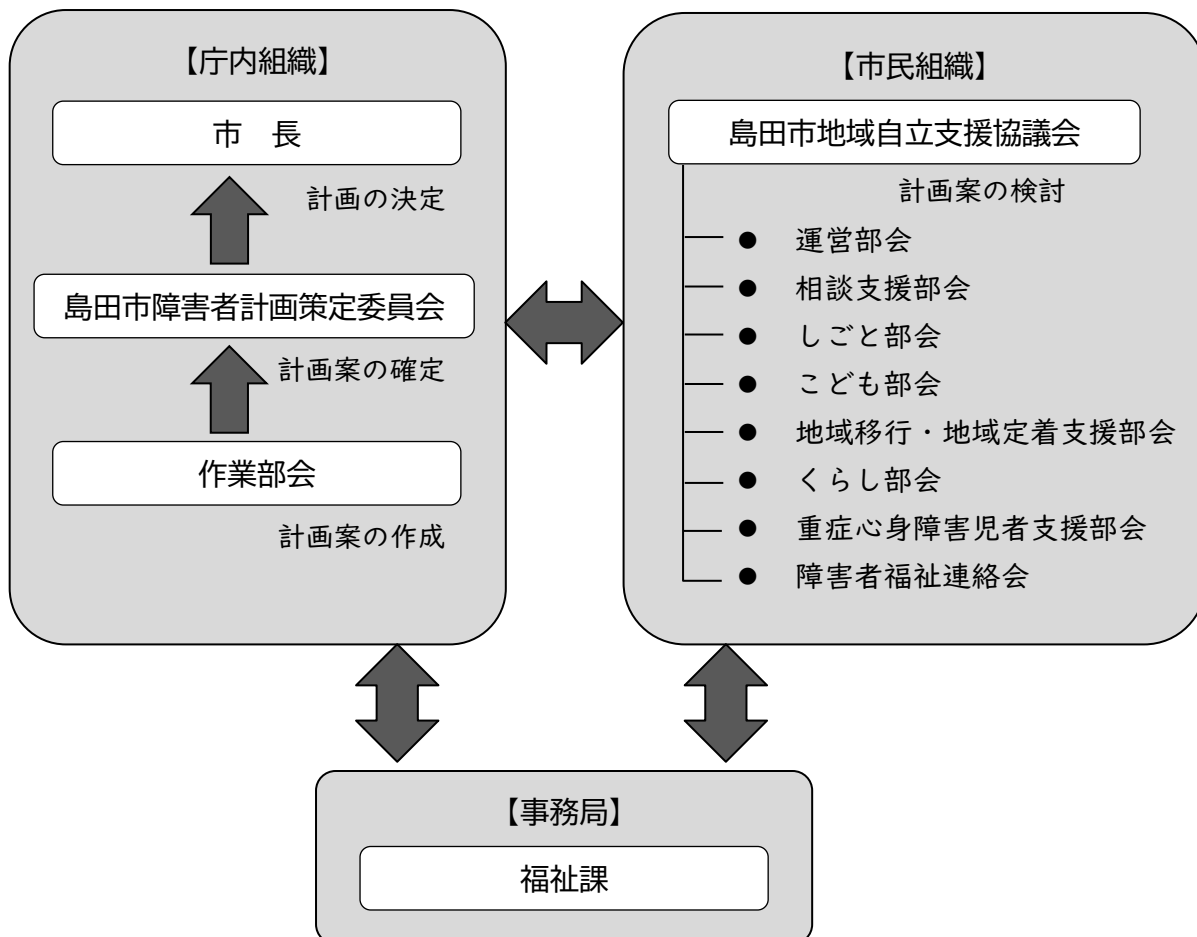 【庁内組織】
市　長
計画の決定
島田市障害者計画策定委員会
計画案の確定
作業部会
計画案の作成
【市民組織】
島田市地域自立支援協議会
計画案の検討
● 運営部会
● 相談支援部会
● しごと部会
● こども部会
● 地域移行・地域定着支援部会
● くらし部会
● 重症心身障害児者支援部会
● 障害者福祉連絡会
【事務局】
福祉課